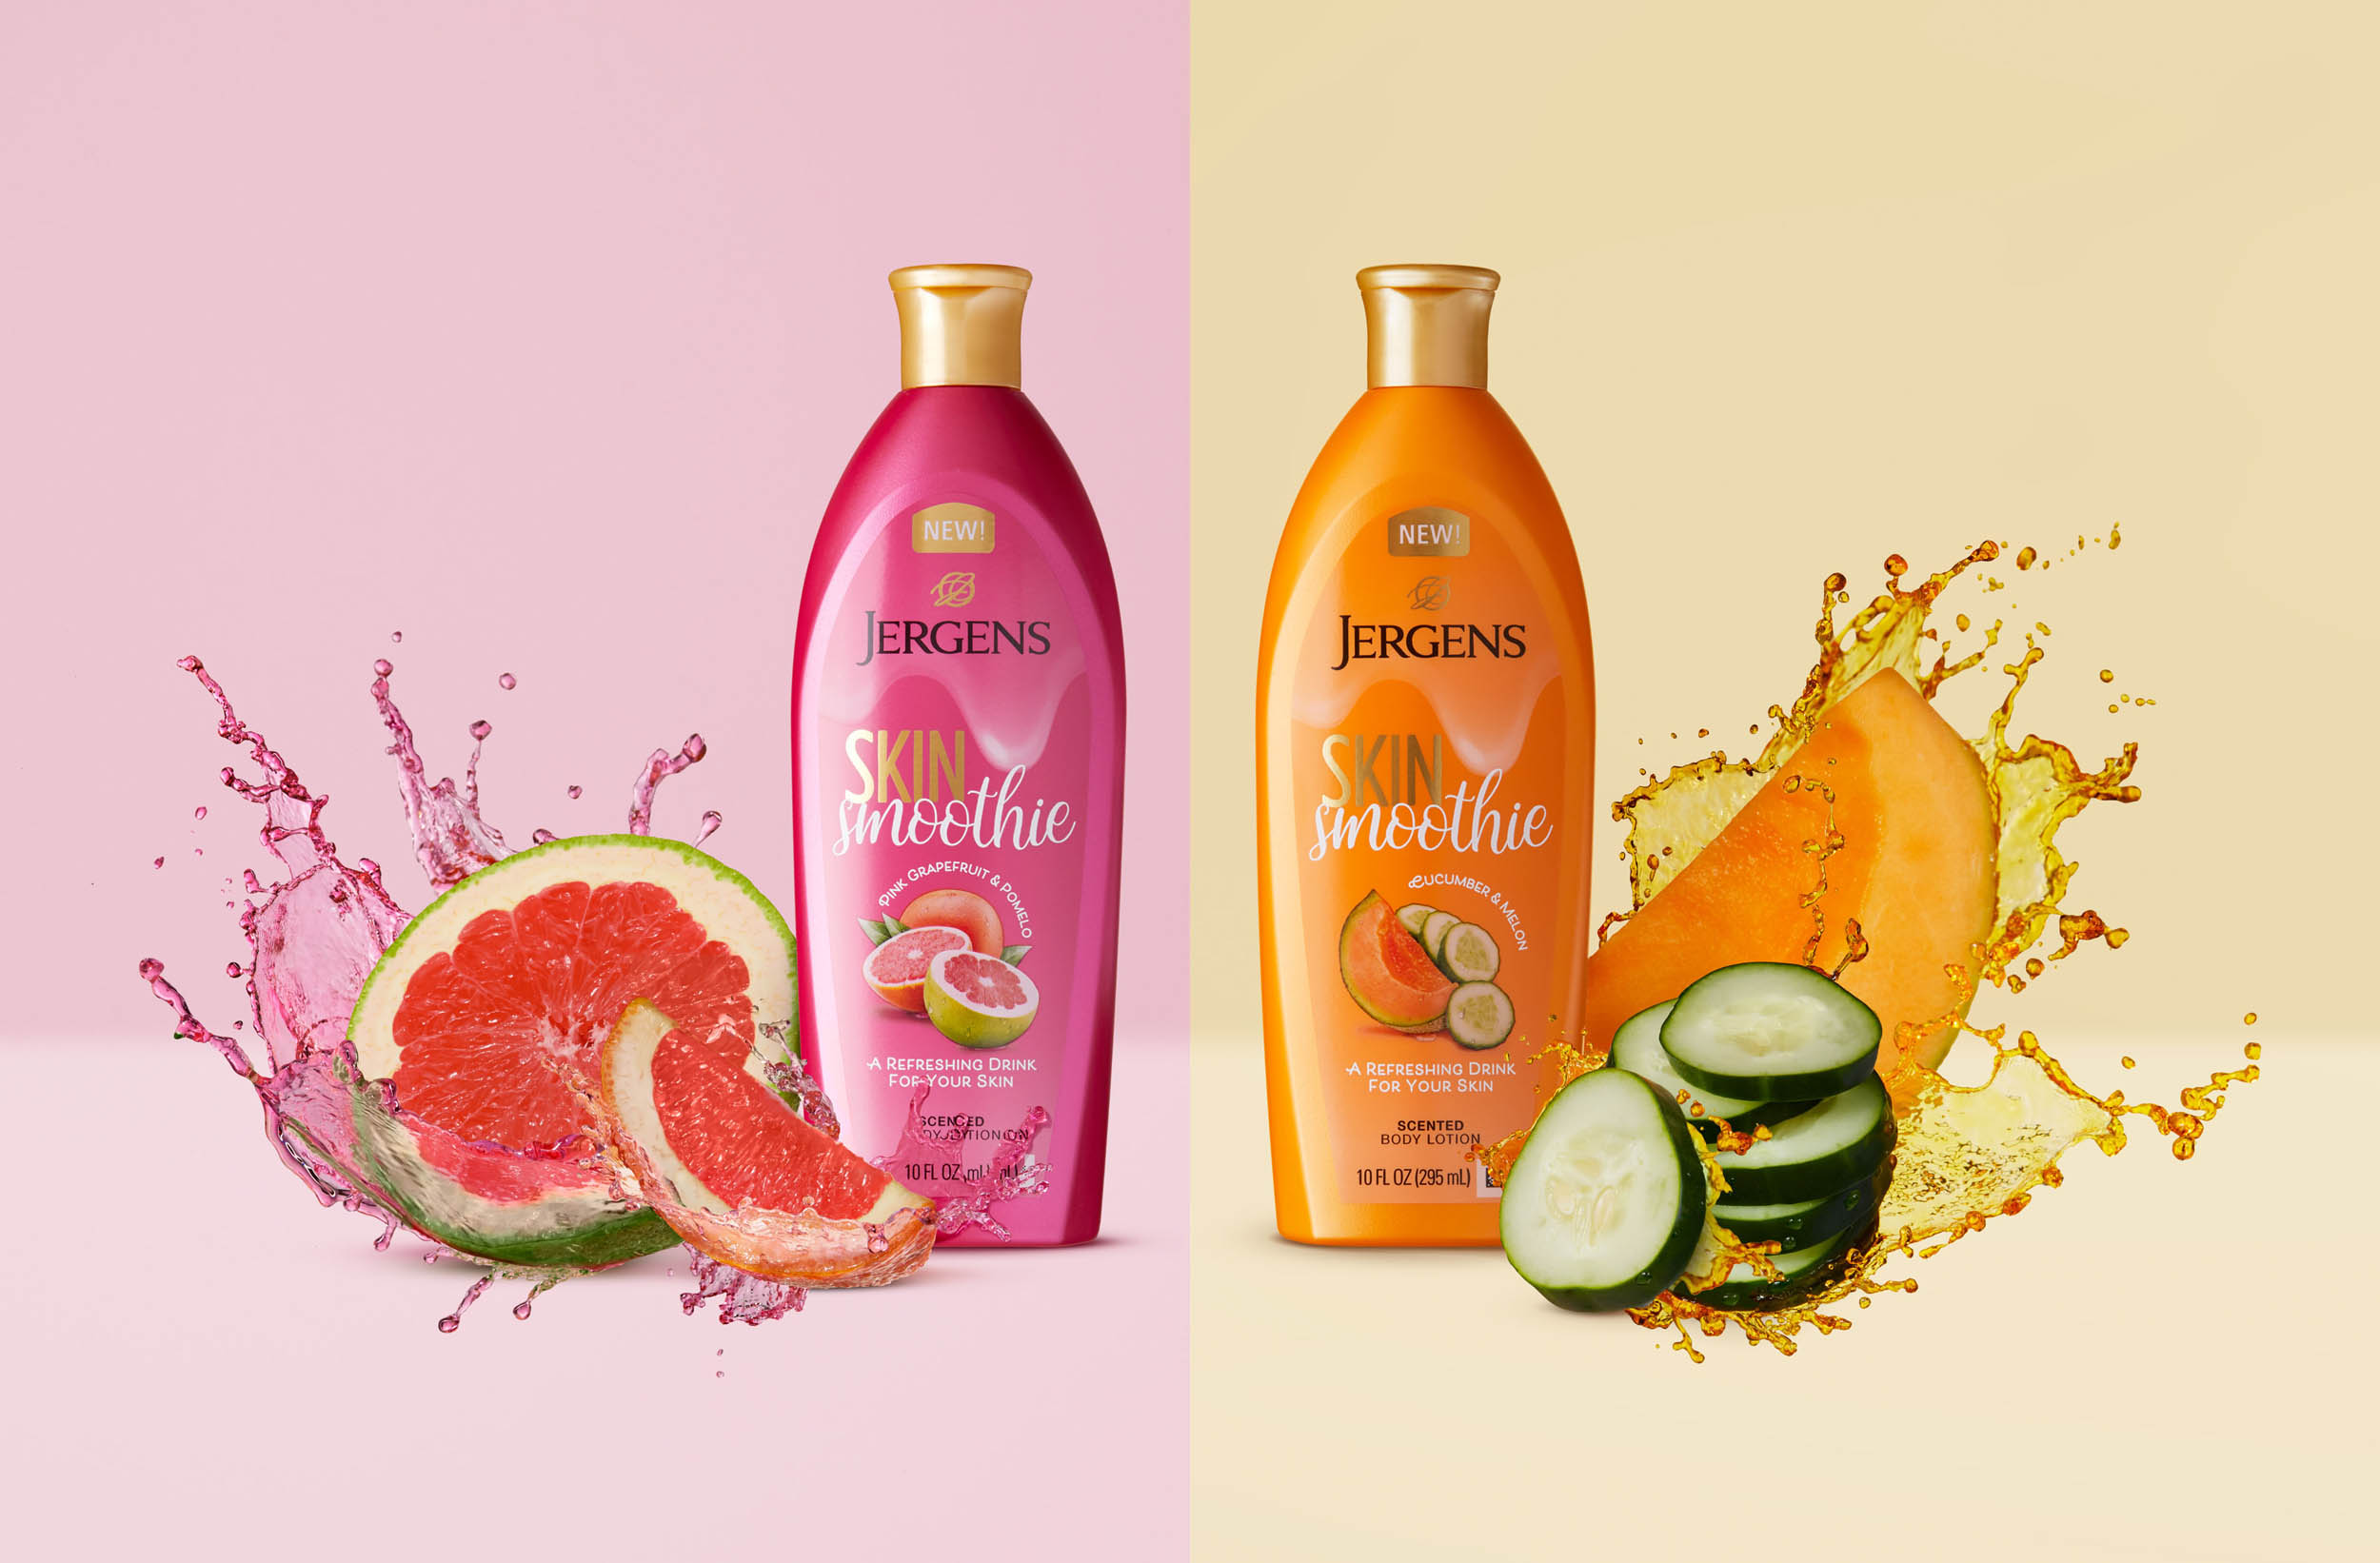 NEW!
JERGENS
SKIN
smoothie
PINK GRAPEFRUIT & POMELO
A REFRESHING DRINK
FOR YOUR SKIN
10 FL OZ
NEW!
JERGENS
SKIN
smoothie
CUCUMBER & MELON
A REFRESHING DRINK
FOR YOUR SKIN
SCENTED
BODY LOTION
10 FL OZ (295 mL)